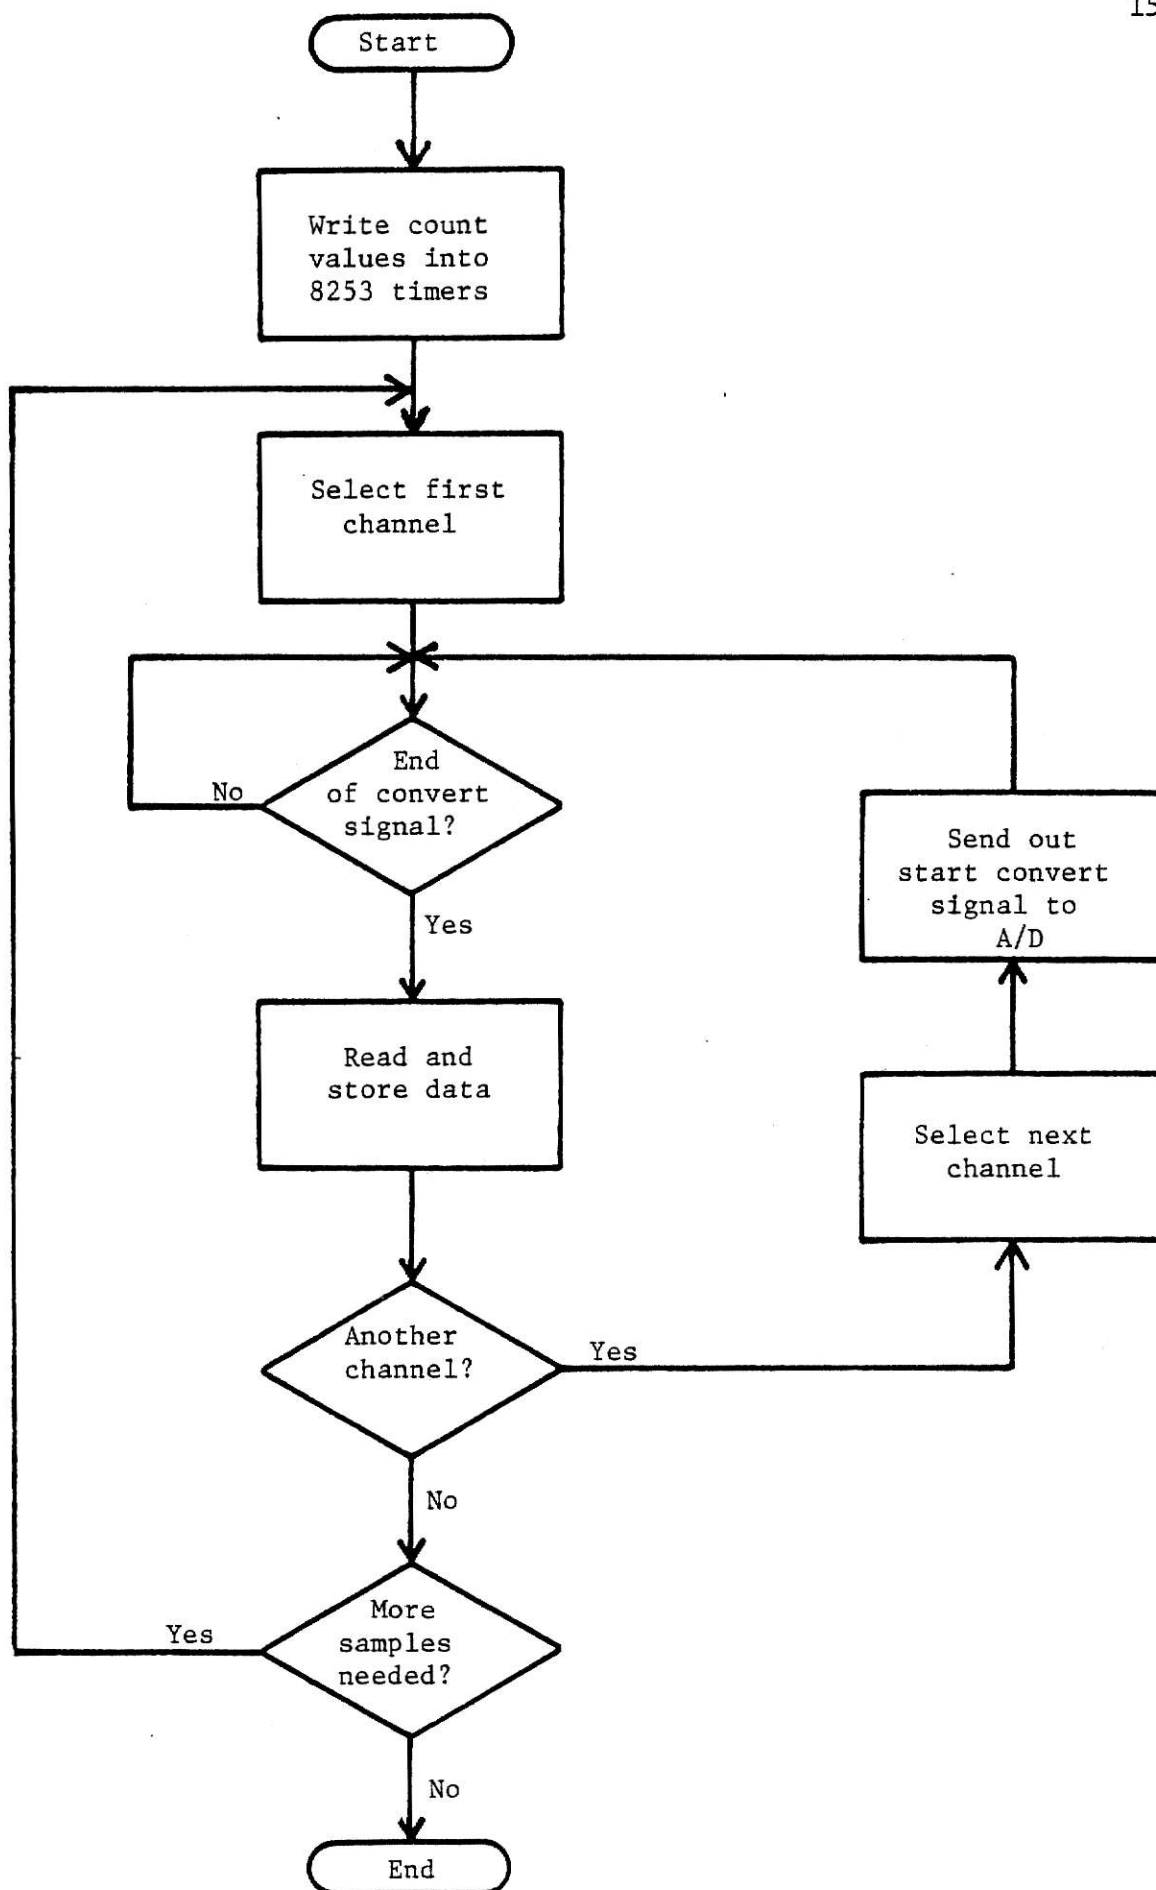 15
Start
Write count
values into
8253 timers
Select first
channel
End
of convert
signal?
No
Yes
Send out
start convert
signal to
A/D
Read and
store data
Select next
channel
Another
channel?
Yes
No
More
samples
needed?
Yes
No
End